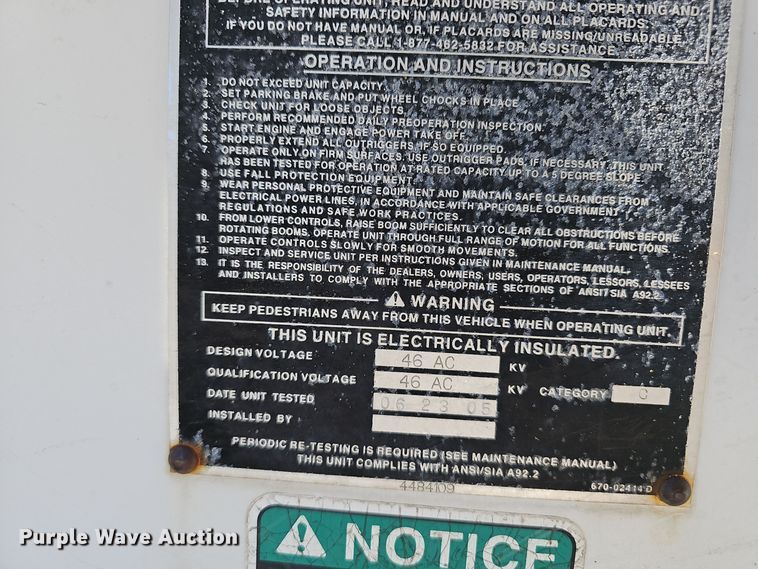 BEFORE OPERATING UNIT, READ AND UNDERSTAND ALL OPERATING AND
SAFETY INFORMATION IN MANUAL AND ON ALL PLACARDS.
IF YOU DO NOT HAVE MANUAL OR, IF PLACARDS ARE MISSING/UNREADABLE
PLEASE CALL 1-877-462-5832 FOR ASSISTANCE.
OPERATION AND INSTRUCTIONS
1. DO NOT EXCEED UNIT CAPACITY.
2. SET PARKING BRAKE AND PUT WHEEL CHOCKS IN PLACE
3. CHECK UNIT FOR LOOSE OBJECTS.
4. PERFORM RECOMMENDED DAILY PREOPERATION INSPECTION.
5. START ENGINE AND ENGAGE POWER TAKE OFF.
6. PROPERLY EXTEND ALL OUTRIGGERS, IF SO EQUIPPED.
7. OPERATE ONLY ON FIRM SURFACES. USE OUTRIGGER PADS, IF NECESSARY. THIS UNIT
HAS BEEN TESTED FOR OPERATION AT RATED CAPACITY UP TO A 5 DEGREE SLOPE.
8. USE FALL PROTECTION EQUIPMENT.
9. WEAR PERSONAL PROTECTIVE EQUIPMENT AND MAINTAIN SAFE CLEARANCES FROM
ELECTRICAL POWER LINES, IN ACCORDANCE WITH APPLICABLE GOVERNMENT
REGULATIONS AND SAFE WORK PRACTICES.
10. FROM LOWER CONTROLS, RAISE BOOM SUFFICIENTLY TO CLEAR ALL OBSTRUCTIONS BEFORE
ROTATING BOOMS. OPERATE UNIT THROUGH FULL RANGE OF MOTION FOR ALL FUNCTIONS.
11. OPERATE CONTROLS SLOWLY FOR SMOOTH MOVEMENTS.
12. INSPECT AND SERVICE UNIT PER INSTRUCTIONS GIVEN IN MAINTENANCE MANUAL.
13. IT IS THE RESPONSIBILITY OF THE DEALERS, OWNERS, USERS, OPERATORS, LESSORS, LESSEES
AND INSTALLERS TO COMPLY WITH THE APPROPRIATE SECTIONS OF ANSI/SIA A92.2.
WARNING
KEEP PEDESTRIANS AWAY FROM THIS VEHICLE WHEN OPERATING UNIT.
THIS UNIT IS ELECTRICALLY INSULATED.
DESIGN VOLTAGE 46 AC KV
QUALIFICATION VOLTAGE 46 AC KV CATEGORY C
DATE UNIT TESTED 06 23 05
INSTALLED BY
PERIODIC RE-TESTING IS REQUIRED (SEE MAINTENANCE MANUAL)
THIS UNIT COMPLIES WITH ANSI/SIA A92.2
4484109 670-02414 D
NOTICE
Purple Wave Auction